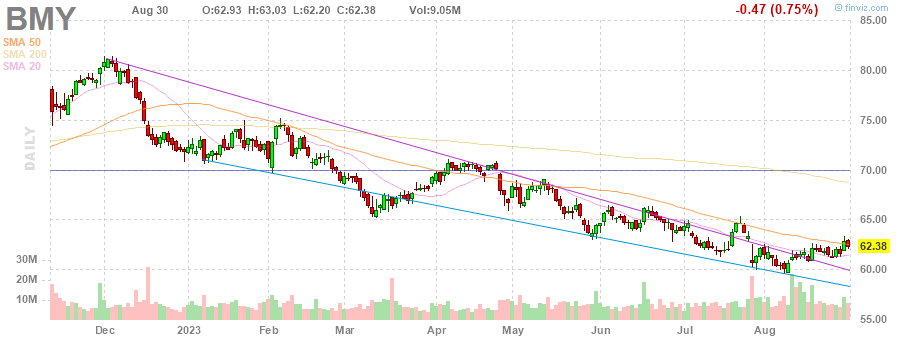 BMY Aug 30 O:62.93 H:63.03 L:62.20 C:62.38 Vol:9.05M -0.47 (0.75%) © finviz.com
SMA 50
SMA 200
SMA 20
DAILY
85.00
80.00
75.00
70.00
65.00
62.38
60.00
55.00
30M
20M
10M
Dec 2023 Feb Mar Apr May Jun Jul Aug